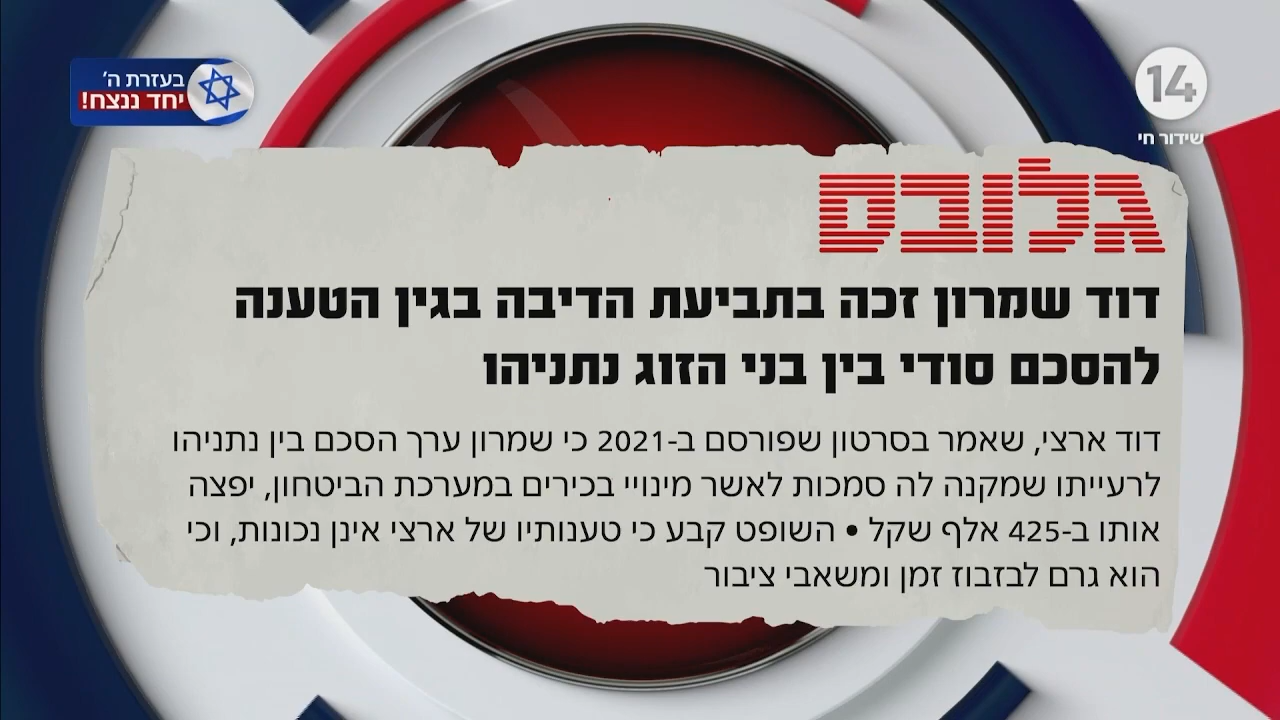 בעזרת ה'
יחד ננצח!
14
שידור חי
גלובס
דוד שמרון זכה בתביעת הדיבה בגין הטענה
להסכם סודי בין בני הזוג נתניהו
דוד ארצי, שאמר בסרטון שפורסם ב-2021 כי שמרון ערך הסכם בין נתניהו
לרעייתו שמקנה לה סמכות לאשר מינויי בכירים במערכת הביטחון, יפצה
אותו ב-425 אלף שקל • השופט קבע כי טענותיו של ארצי אינן נכונות, וכי
הוא גרם לבזבוז זמן ומשאבי ציבור